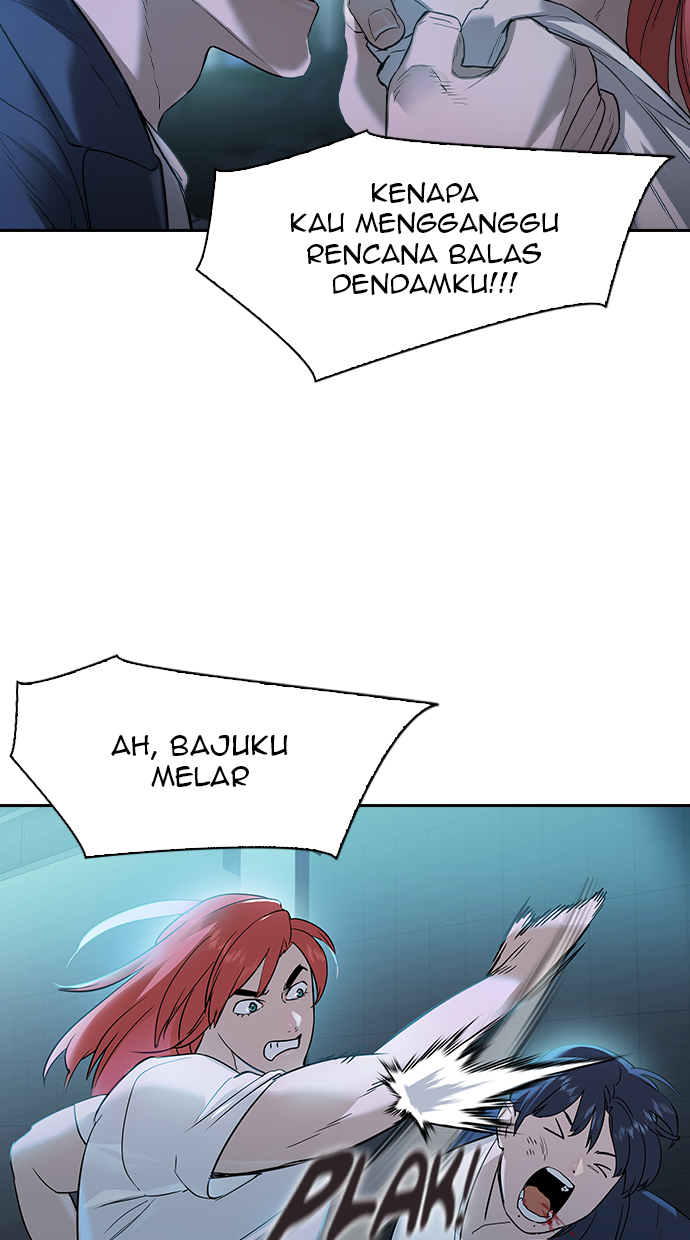 KENAPA
KAU MENGGANGGU
RENCANA BALAS
DENDAMKU!!!
AH, BAJUKU
MELAR
PLAK!